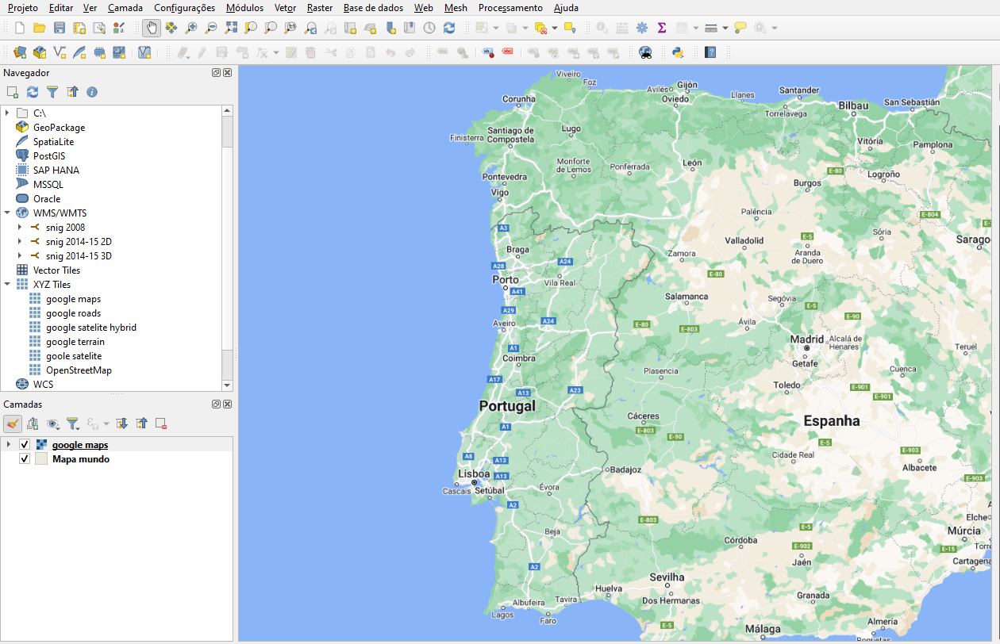 Projeto Editar Ver Camada Configurações Módulos Vetor Raster Base de dados Web Mesh Processamento Ajuda
Navegador
C:\
GeoPackage
SpatiaLite
PostGIS
SAP HANA
MSSQL
Oracle
WMS/WMTS
snig 2008
snig 2014-15 2D
snig 2014-15 3D
Vector Tiles
XYZ Tiles
google maps
google roads
google satelite hybrid
google terrain
goole satelite
OpenStreetMap
WCS
Camadas
google maps
Mapa mundo
Viveiro
Foz
Avilés
Gijón
Oviedo
Llanes
Santander
Torrelavega
Bilbau
San Sebastián
Corunha
Santiago de
Compostela
Lugo
Finisterra
Vitória
Pamplona
Monforte
de Lemos
Ponferrada
León
Pontevedra
Vigo
E-80
Logroño
Burgos
Palência
E-804
A3
Braga
Valladolid
E-5
Sória
Sarago
Aranda
de Duero
Zamora
A28
A24
Porto
Vila Real
E-80
A41
Salamanca
Segóvia
E-5
A29
Aveiro
A24
E-80
E-803
Ávila
E-90
A1
Coimbra
Madrid
Alcalá de
Henares
Getafe
Teruel
Plasencia
Cuenca
A17
A13
A23
Toledo
E-901
E-901
Portugal
Cáceres
E-803
E-90
Espanha
A1
E-5
A8
A13
Cidade Real
E-903
Albacete
Lisboa
A13
Badajoz
E-903
Cascais
Setúbal
Évora
A2
E-803
E-5
Elche
Beja
Múrcia
Córdoba
E-902
E-15
Torre
Jaén
Cartagena
A2
Sevilha
Huelva
Dos Hermanas
Granada
Albufeira
Tavira
Lagos
Faro
E-5
Málaga
Almería